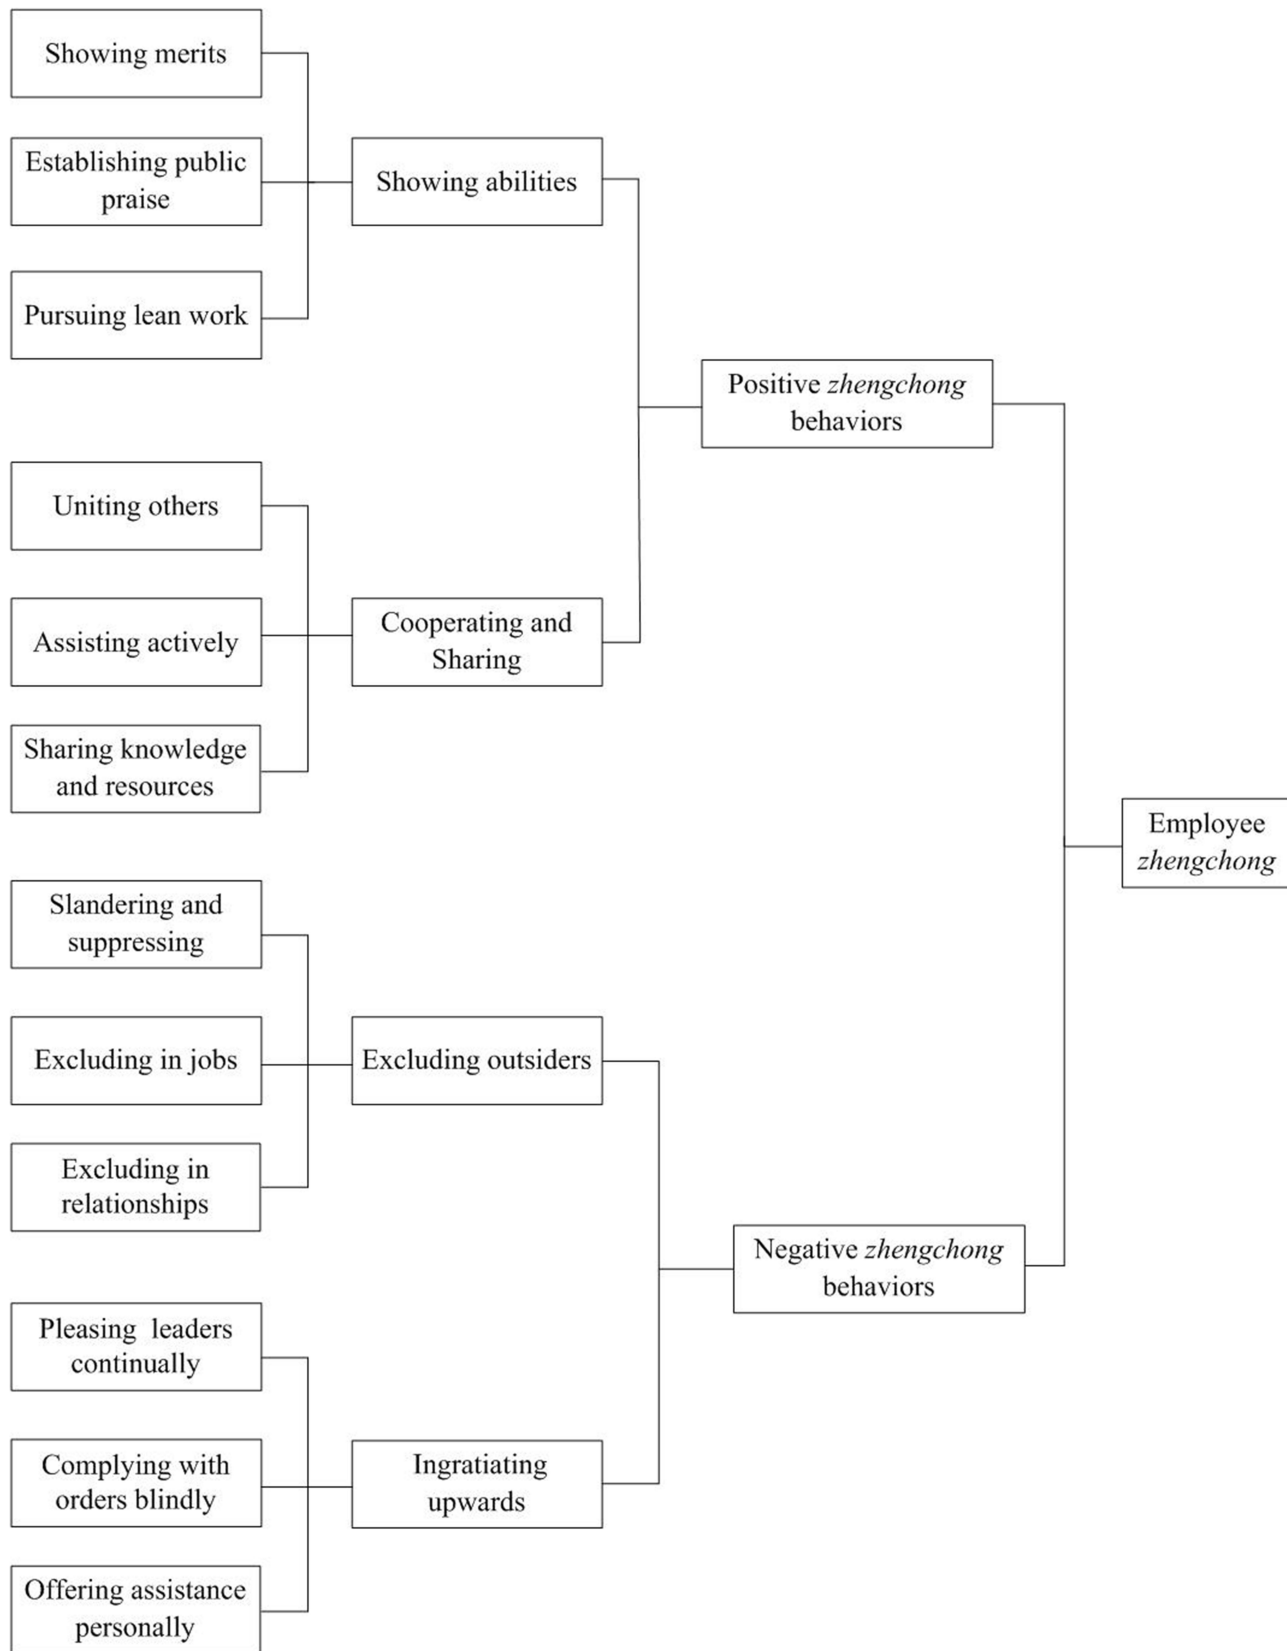 Showing merits
Establishing public
praise
Showing abilities
Pursuing lean work
Positive zhengchong
behaviors
Uniting others
Assisting actively
Cooperating and
Sharing
Sharing knowledge
and resources
Employee
zhengchong
Slandering and
suppressing
Excluding in jobs
Excluding outsiders
Excluding in
relationships
Negative zhengchong
behaviors
Pleasing leaders
continually
Complying with
orders blindly
Ingratiating
upwards
Offering assistance
personally